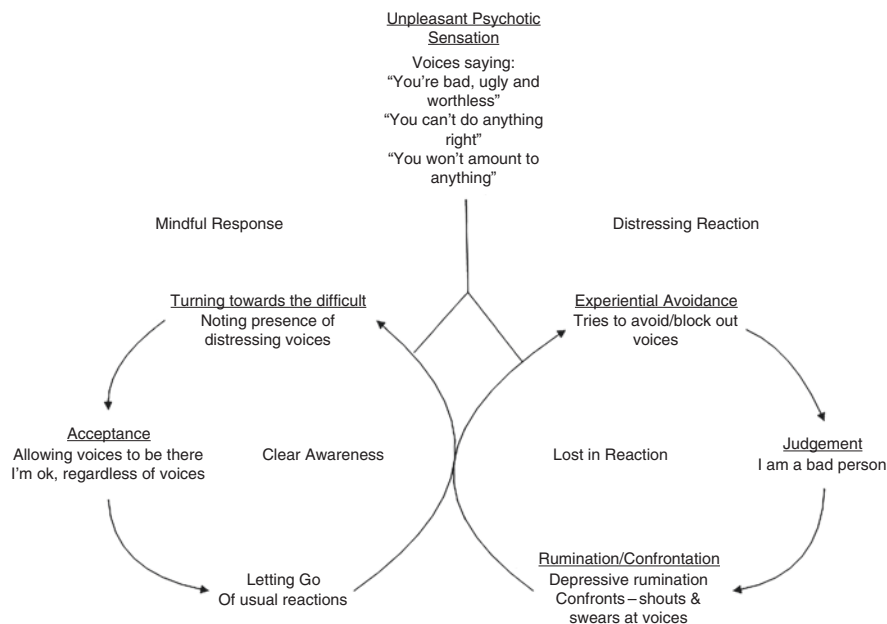 Unpleasant Psychotic
Sensation
Voices saying:
“You’re bad, ugly and
worthless”
“You can’t do anything
right”
“You won’t amount to
anything”
Mindful Response
Distressing Reaction
Turning towards the difficult
Noting presence of
distressing voices
Experiential Avoidance
Tries to avoid/block out
voices
Acceptance
Allowing voices to be there
I’m ok, regardless of voices
Clear Awareness
Lost in Reaction
Judgement
I am a bad person
Letting Go
Of usual reactions
Rumination/Confrontation
Depressive rumination
Confronts – shouts &
swears at voices